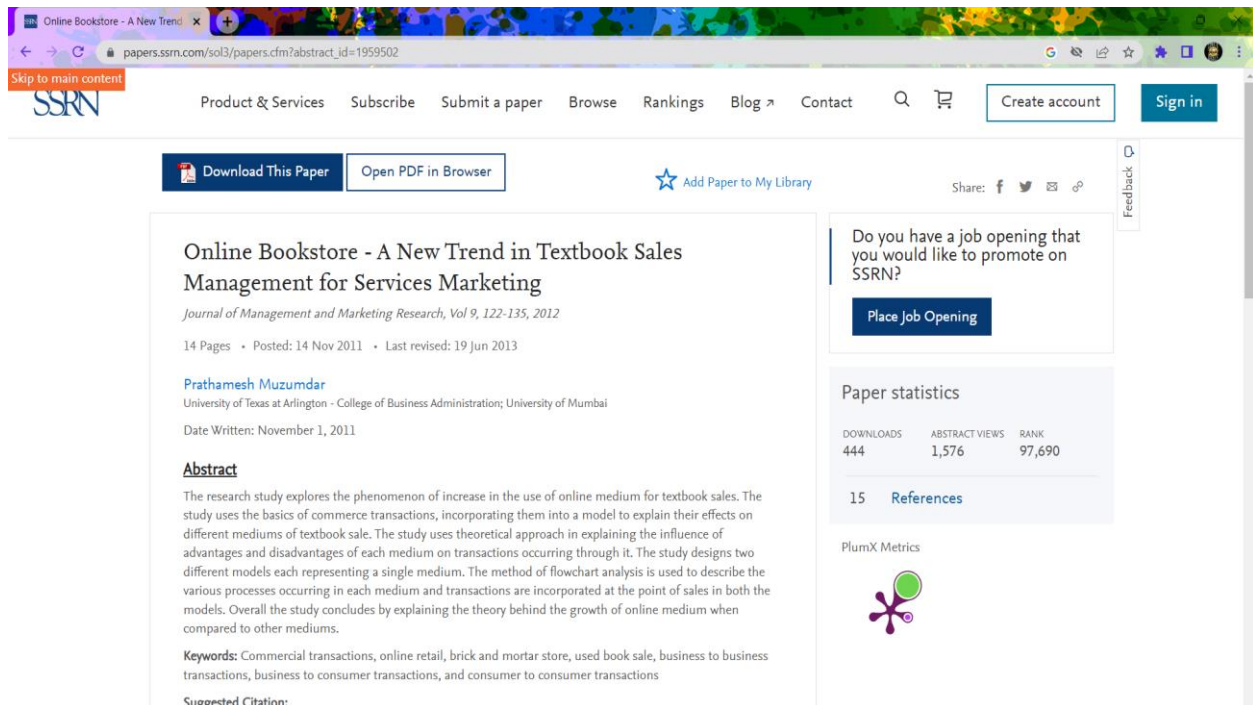 Online Bookstore - A New Trend
papers.ssrn.com/sol3/papers.cfm?abstract_id=1959502
Skip to main content
SSRN
Product & Services Subscribe Submit a paper Browse Rankings Blog Contact Create account Sign in
Download This Paper Open PDF in Browser
Add Paper to My Library
Share:
Feedback
Online Bookstore - A New Trend in Textbook Sales
Management for Services Marketing
Journal of Management and Marketing Research, Vol 9, 122-135, 2012
14 Pages • Posted: 14 Nov 2011 • Last revised: 19 Jun 2013
Prathamesh Muzumdar
University of Texas at Arlington - College of Business Administration; University of Mumbai
Date Written: November 1, 2011
Abstract
The research study explores the phenomenon of increase in the use of online medium for textbook sales. The
study uses the basics of commerce transactions, incorporating them into a model to explain their effects on
different mediums of textbook sale. The study uses theoretical approach in explaining the influence of
advantages and disadvantages of each medium on transactions occurring through it. The study designs two
different models each representing a single medium. The method of flowchart analysis is used to describe the
various processes occurring in each medium and transactions are incorporated at the point of sales in both the
models. Overall the study concludes by explaining the theory behind the growth of online medium when
compared to other mediums.
Keywords: Commercial transactions, online retail, brick and mortar store, used book sale, business to business
transactions, business to consumer transactions, and consumer to consumer transactions
Suggested Citation:
Do you have a job opening that
you would like to promote on
SSRN?
Place Job Opening
Paper statistics
DOWNLOADS ABSTRACT VIEWS RANK
444 1,576 97,690
15 References
PlumX Metrics